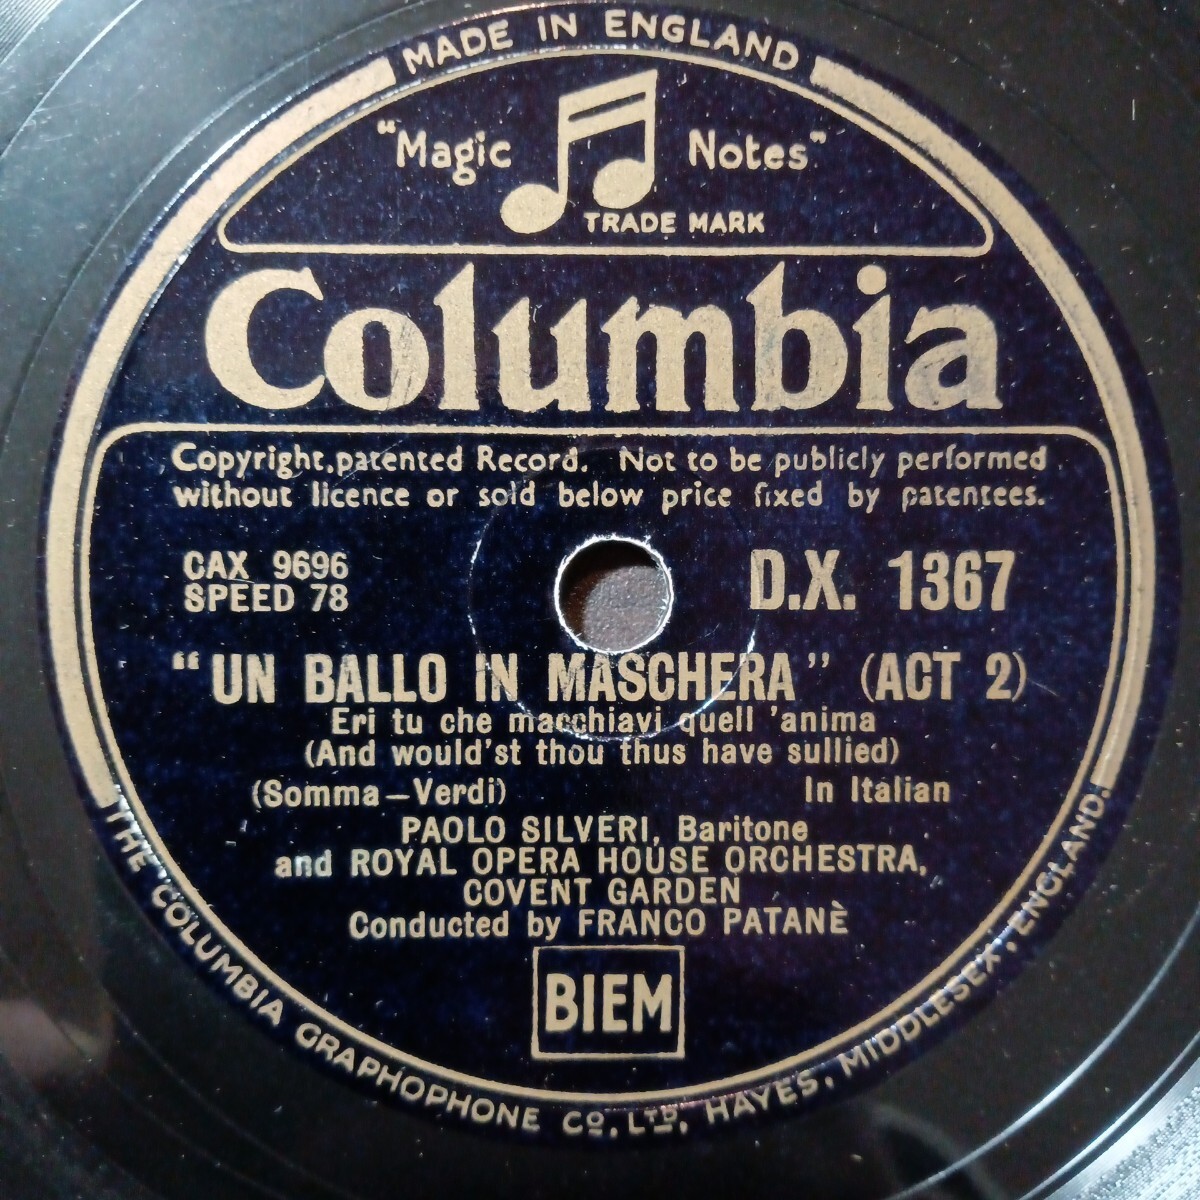 MADE IN ENGLAND
"Magic Notes"
TRADE MARK
Columbia
Copyright, patented Record. Not to be publicly performed
without licence or sold below price fixed by patentees.
CAX 9696
SPEED 78
D.X. 1367
"UN BALLO IN MASCHERA" (ACT 2)
Eri tu che macchiavi quell 'anima
(And would'st thou thus have sullied)
(Somma–Verdi) In Italian
PAOLO SILVERI, Baritone
and ROYAL OPERA HOUSE ORCHESTRA,
COVENT GARDEN
Conducted by FRANCO PATANÈ
BIEM
THE COLUMBIA GRAPHOPHONE CO., LTD., HAYES, MIDDLESEX, ENGLAND.